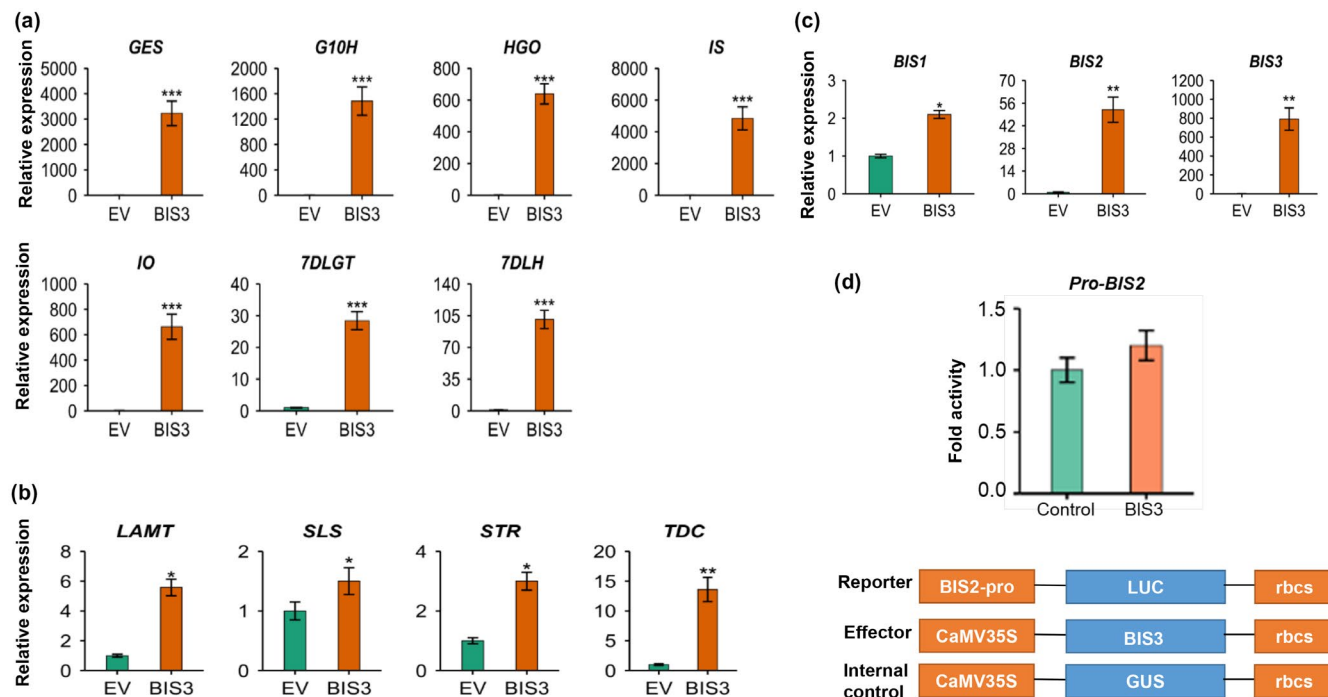 (a)
GES
Relative expression
5000
4000
3000
2000
1000
0
***
EV BIS3
G10H
2000
1600
1200
800
400
0
***
EV BIS3
HGO
800
600
400
200
0
***
EV BIS3
IS
8000
6000
4000
2000
0
***
EV BIS3
IO
Relative expression
1000
800
600
400
200
0
***
EV BIS3
7DLGT
40
30
20
10
0
***
EV BIS3
7DLH
140
105
75
35
0
***
EV BIS3
(b)
LAMT
Relative expression
8
6
4
2
0
*
EV BIS3
SLS
2
1
0
*
EV BIS3
STR
4
2
0
*
EV BIS3
TDC
20
15
10
5
0
**
EV BIS3
(c)
BIS1
Relative expression
3
2
1
0
*
EV BIS3
BIS2
70
56
42
28
14
0
**
EV BIS3
BIS3
1200
1000
800
600
400
200
0
**
EV BIS3
(d)
Pro-BIS2
Fold activity
1.5
1.0
0.5
0.0
Control BIS3
Reporter BIS2-pro LUC rbcs
Effector CaMV35S BIS3 rbcs
Internal
control CaMV35S GUS rbcs